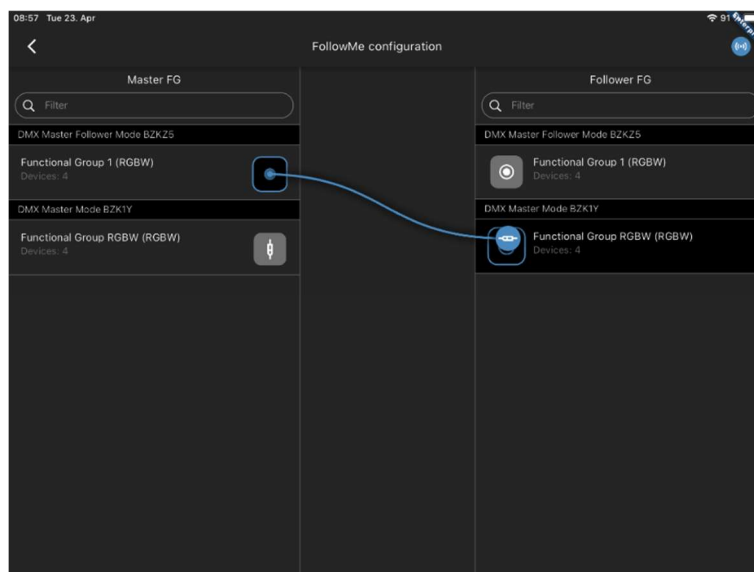 08:57 Tue 23. Apr
91
FollowMe configuration
Master FG
Follower FG
Filter
Filter
DMX Master Follower Mode BZKZ5
DMX Master Follower Mode BZKZ5
Functional Group 1 (RGBW)
Devices: 4
Functional Group 1 (RGBW)
Devices: 4
DMX Master Mode BZK1Y
DMX Master Mode BZK1Y
Functional Group RGBW (RGBW)
Devices: 4
Functional Group RGBW (RGBW)
Devices: 4